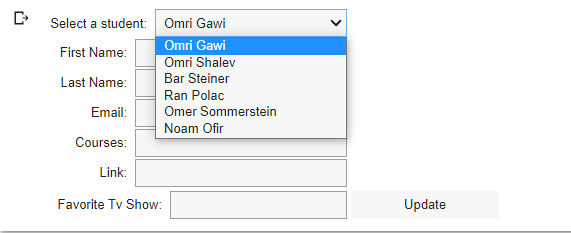 Select a student: Omri Gawi
Omri Gawi
First Name:
Omri Shalev
Bar Steiner
Last Name:
Ran Polac
Email:
Omer Sommerstein
Noam Ofir
Courses:
Link:
Favorite Tv Show: Update